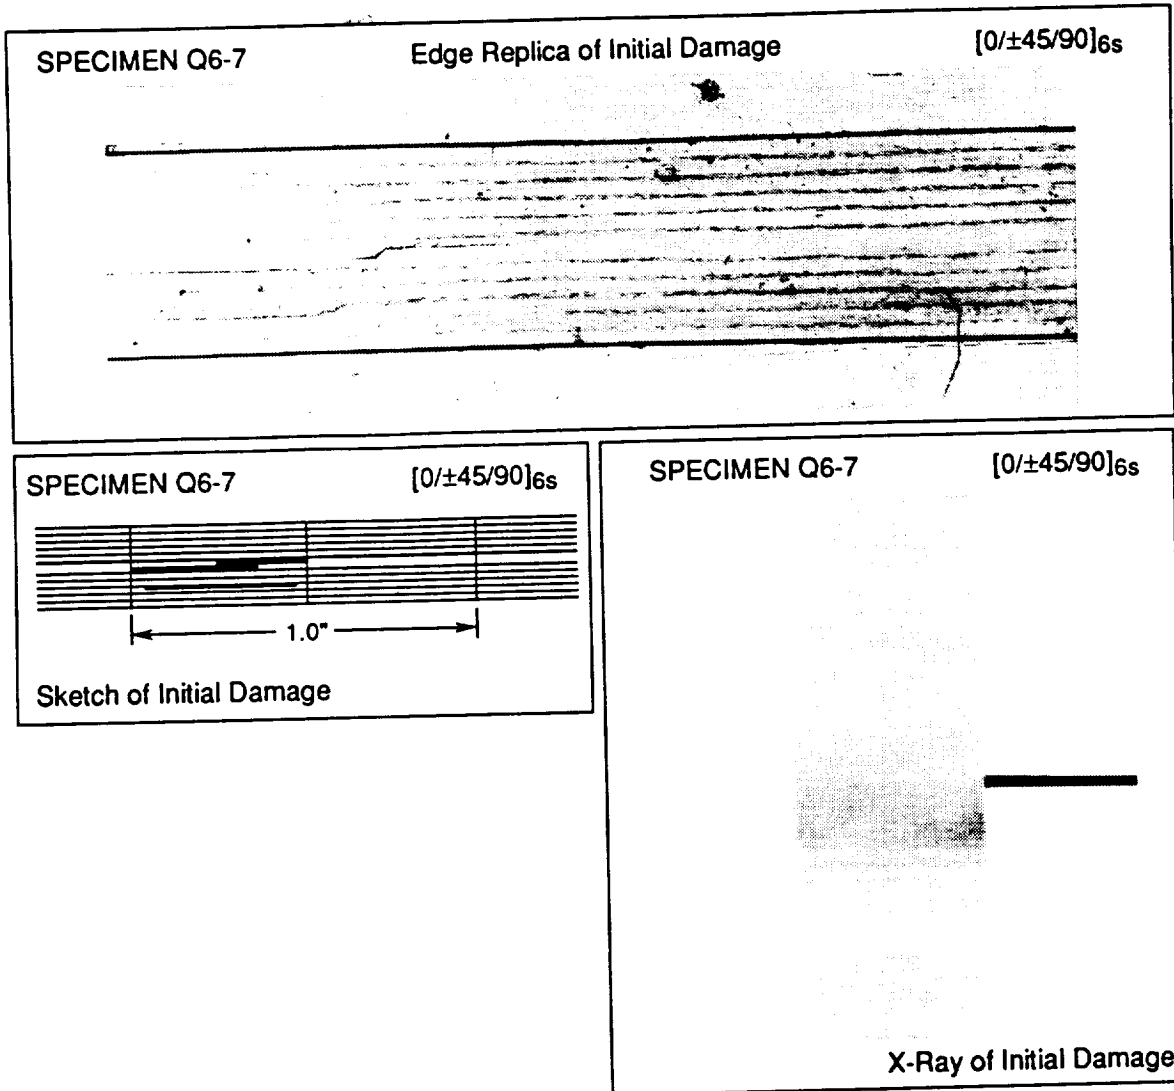 SPECIMEN Q6-7 Edge Replica of Initial Damage [0/±45/90]6s
SPECIMEN Q6-7 [0/±45/90]6s
1.0"
Sketch of Initial Damage
SPECIMEN Q6-7 [0/±45/90]6s
X-Ray of Initial Damage